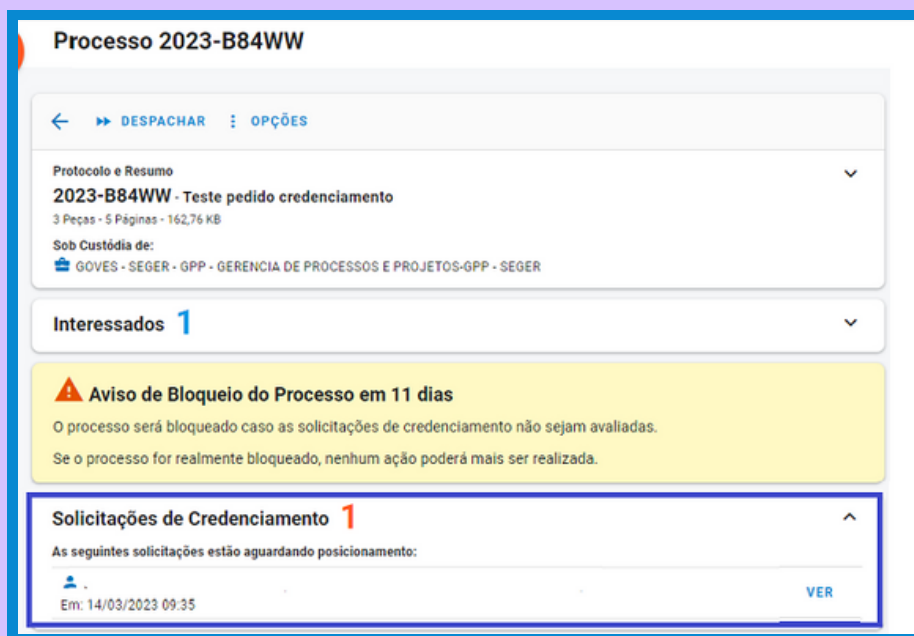 Processo 2023-B84WW
DESPACHAR OPÇÕES
Protocolo e Resumo
2023-B84WW - Teste pedido credenciamento
3 Peças - 5 Páginas - 162,76 KB
Sob Custódia de:
GOVES - SEGER - GPP - GERENCIA DE PROCESSOS E PROJETOS-GPP - SEGER
Interessados 1
Aviso de Bloqueio do Processo em 11 dias
O processo será bloqueado caso as solicitações de credenciamento não sejam avaliadas.
Se o processo for realmente bloqueado, nenhum ação poderá mais ser realizada.
Solicitações de Credenciamento 1
As seguintes solicitações estão aguardando posicionamento:
Em: 14/03/2023 09:35
VER